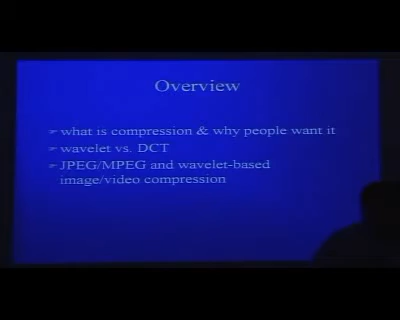 Overview
what is compression & why people want it
wavelet vs. DCT
JPEG/MPEG and wavelet-based
image/video compression